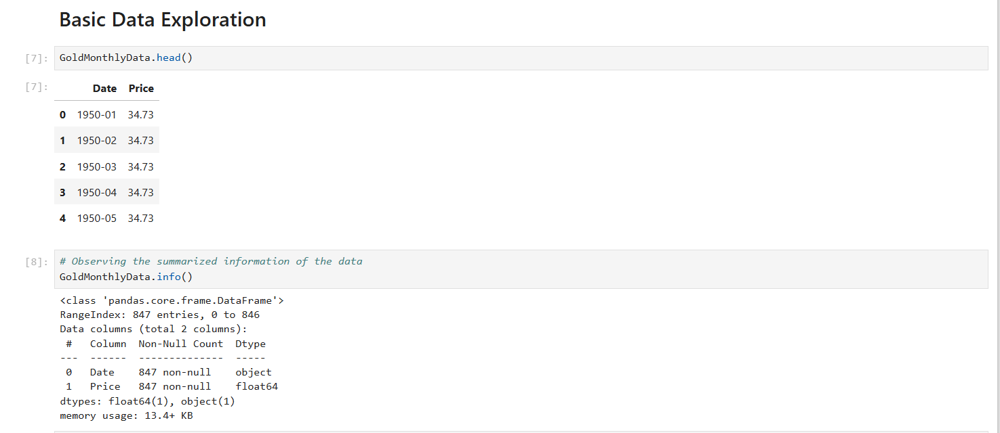 Basic Data Exploration
[7]: GoldMonthlyData.head()
[7]: Date Price
0 1950-01 34.73
1 1950-02 34.73
2 1950-03 34.73
3 1950-04 34.73
4 1950-05 34.73
[8]: # Observing the summarized information of the data
GoldMonthlyData.info()
<class 'pandas.core.frame.DataFrame'>
RangeIndex: 847 entries, 0 to 846
Data columns (total 2 columns):
# Column Non-Null Count Dtype
--- ------ -------------- -----
0 Date 847 non-null object
1 Price 847 non-null float64
dtypes: float64(1), object(1)
memory usage: 13.4+ KB